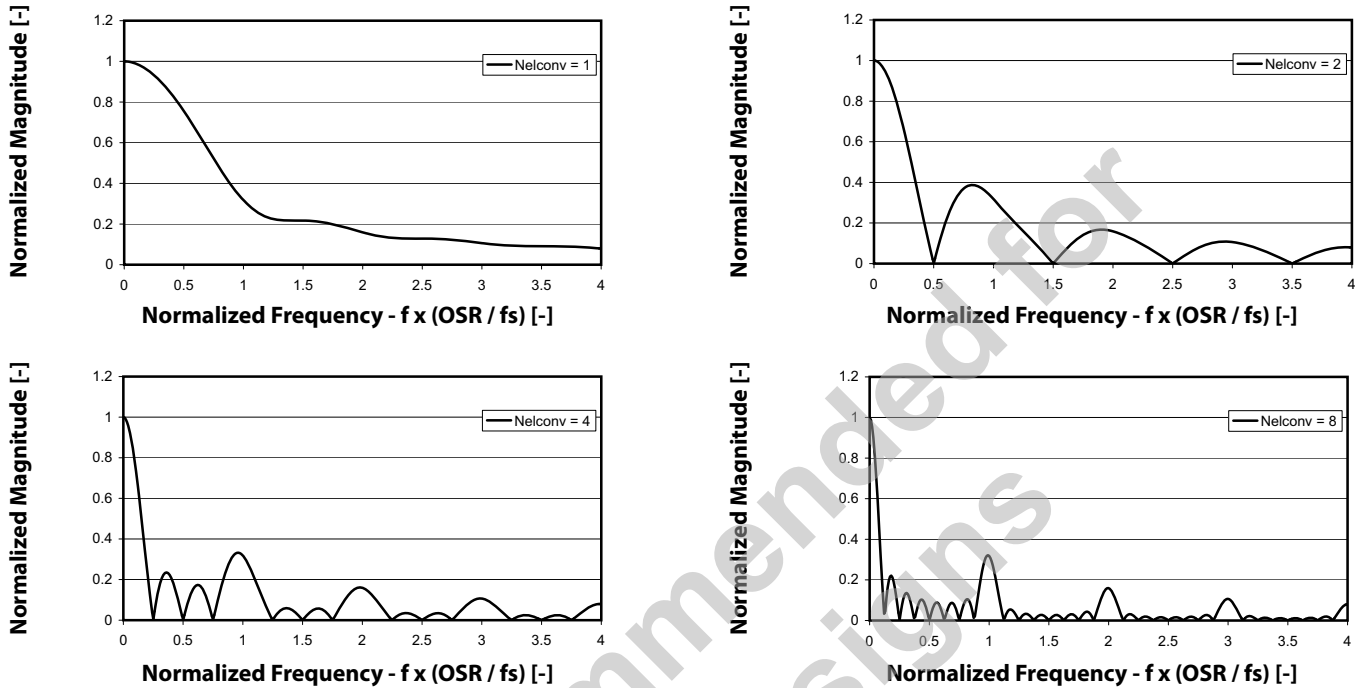 Normalized Magnitude [-]
1.2
1
0.8
0.6
0.4
0.2
0
Nelconv = 1
0 0.5 1 1.5 2 2.5 3 3.5 4
Normalized Frequency - f x (OSR / fs) [-]
Normalized Magnitude [-]
1.2
1
0.8
0.6
0.4
0.2
0
Nelconv = 2
0 0.5 1 1.5 2 2.5 3 3.5 4
Normalized Frequency - f x (OSR / fs) [-]
Normalized Magnitude [-]
1.2
1
0.8
0.6
0.4
0.2
0
Nelconv = 4
0 0.5 1 1.5 2 2.5 3 3.5 4
Normalized Frequency - f x (OSR / fs) [-]
Normalized Magnitude [-]
1.2
1
0.8
0.6
0.4
0.2
0
Nelconv = 8
0 0.5 1 1.5 2 2.5 3 3.5 4
Normalized Frequency - f x (OSR / fs) [-]
mmended for
signs